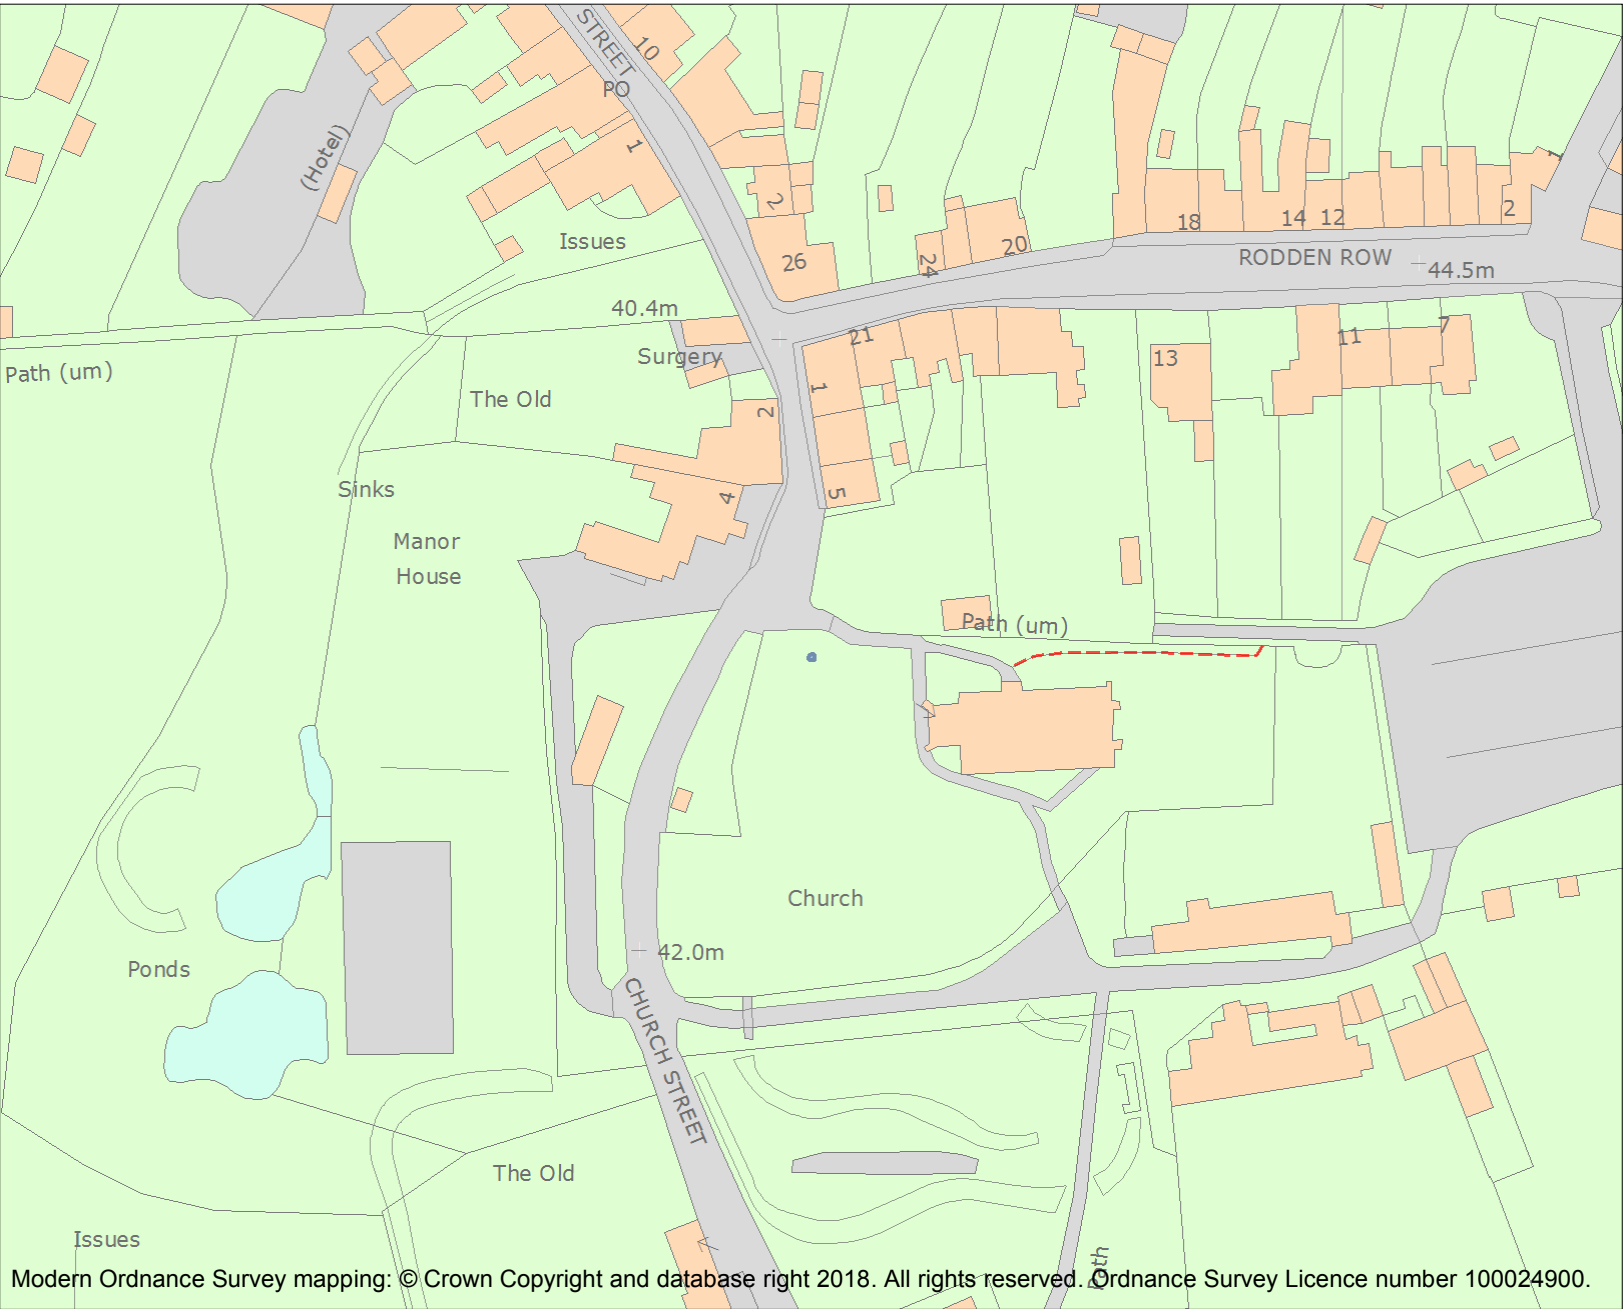 STREET
10
PO
1
(Hotel)
2
Issues
26
24
20
18
14
12
2
1
RODDEN ROW
44.5m
40.4m
Surgery
21
1
13
11
7
Path (um)
The Old
2
4
5
Sinks
Manor
House
Path (um)
Church
42.0m
Ponds
CHURCH STREET
The Old
Issues
Path
Modern Ordnance Survey mapping: © Crown Copyright and database right 2018. All rights reserved. Ordnance Survey Licence number 100024900.